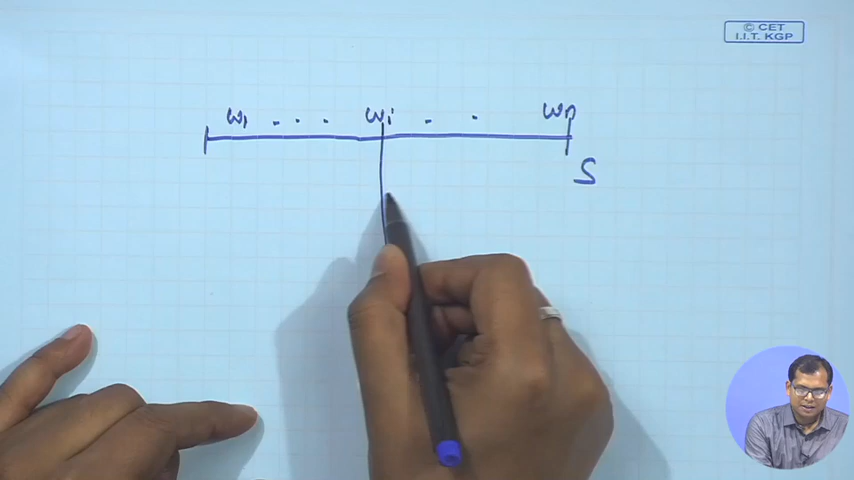 © CET
I.I.T. KGP
w1 . . . wi . . wn
S